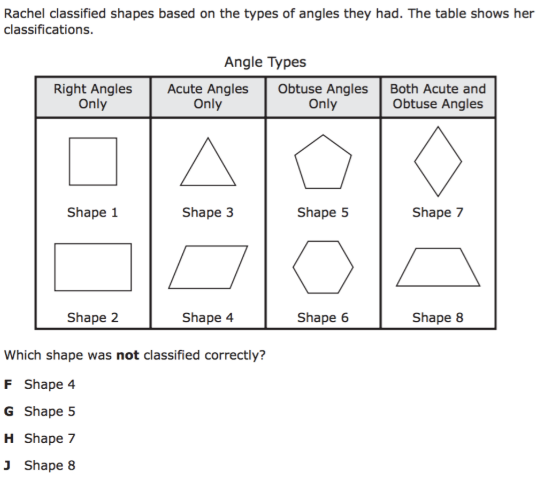 Rachel classified shapes based on the types of angles they had. The table shows her
classifications.
Angle Types
Right Angles
Only
Acute Angles
Only
Obtuse Angles
Only
Both Acute and
Obtuse Angles
Shape 1
Shape 3
Shape 5
Shape 7
Shape 2
Shape 4
Shape 6
Shape 8
Which shape was not classified correctly?
F Shape 4
G Shape 5
H Shape 7
J Shape 8